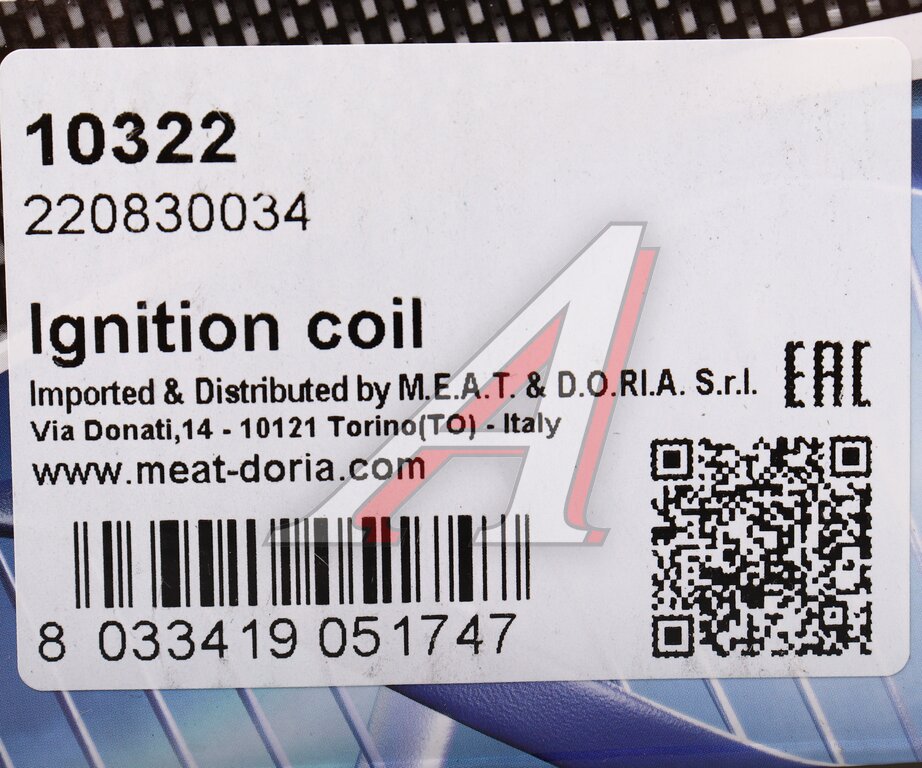 10322
220830034
Ignition coil
Imported & Distributed by M.E.A.T. & D.O.RI.A. S.r.l.
EAC
Via Donati,14 - 10121 Torino(TO) - Italy
www.meat-doria.com
8 033419 051747
A